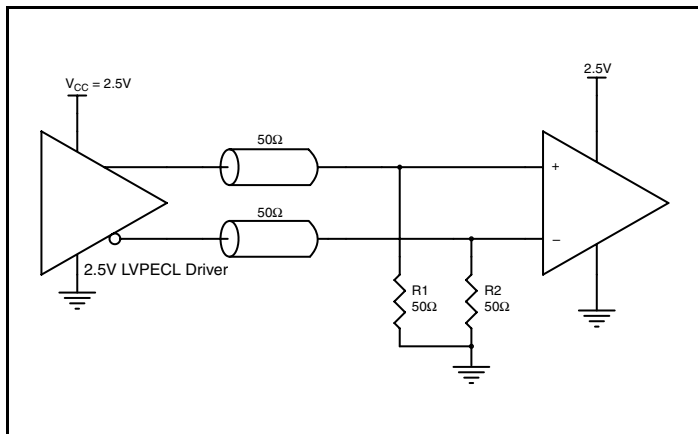 V_CC = 2.5V
2.5V
50Ω
+
50Ω
−
2.5V LVPECL Driver
R1
50Ω
R2
50Ω